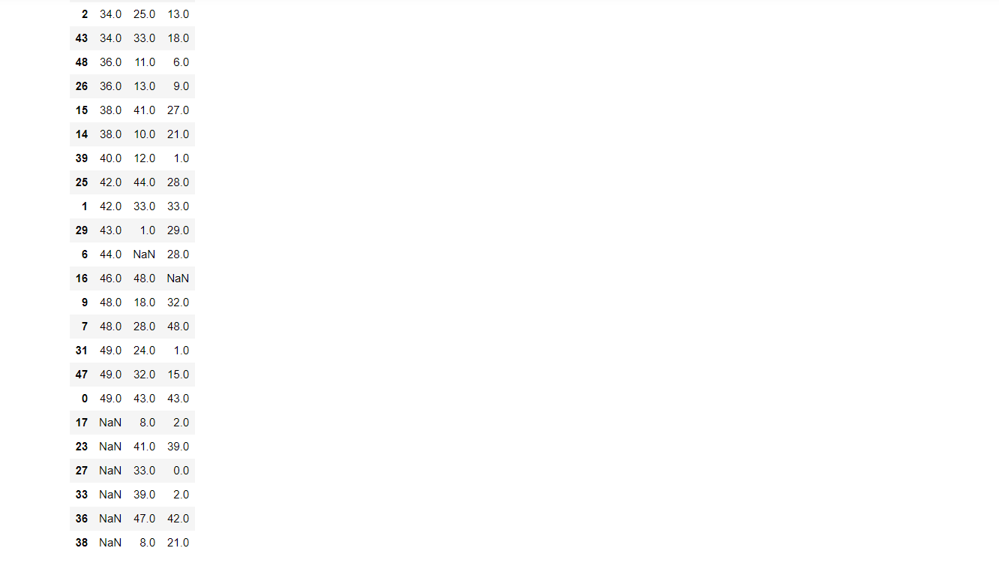 2 34.0 25.0 13.0
43 34.0 33.0 18.0
48 36.0 11.0 6.0
26 36.0 13.0 9.0
15 38.0 41.0 27.0
14 38.0 10.0 21.0
39 40.0 12.0 1.0
25 42.0 44.0 28.0
1 42.0 33.0 33.0
29 43.0 1.0 29.0
6 44.0 NaN 28.0
16 46.0 48.0 NaN
9 48.0 18.0 32.0
7 48.0 28.0 48.0
31 49.0 24.0 1.0
47 49.0 32.0 15.0
0 49.0 43.0 43.0
17 NaN 8.0 2.0
23 NaN 41.0 39.0
27 NaN 33.0 0.0
33 NaN 39.0 2.0
36 NaN 47.0 42.0
38 NaN 8.0 21.0